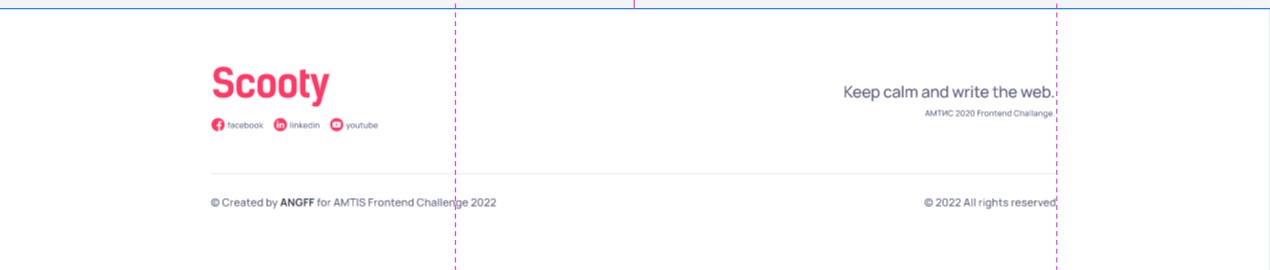 Scooty
facebook linkedin youtube
Keep calm and write the web.
АМТИС 2020 Frontend Challange.
© Created by ANGFF for AMTIS Frontend Challenge 2022
© 2022 All rights reserved